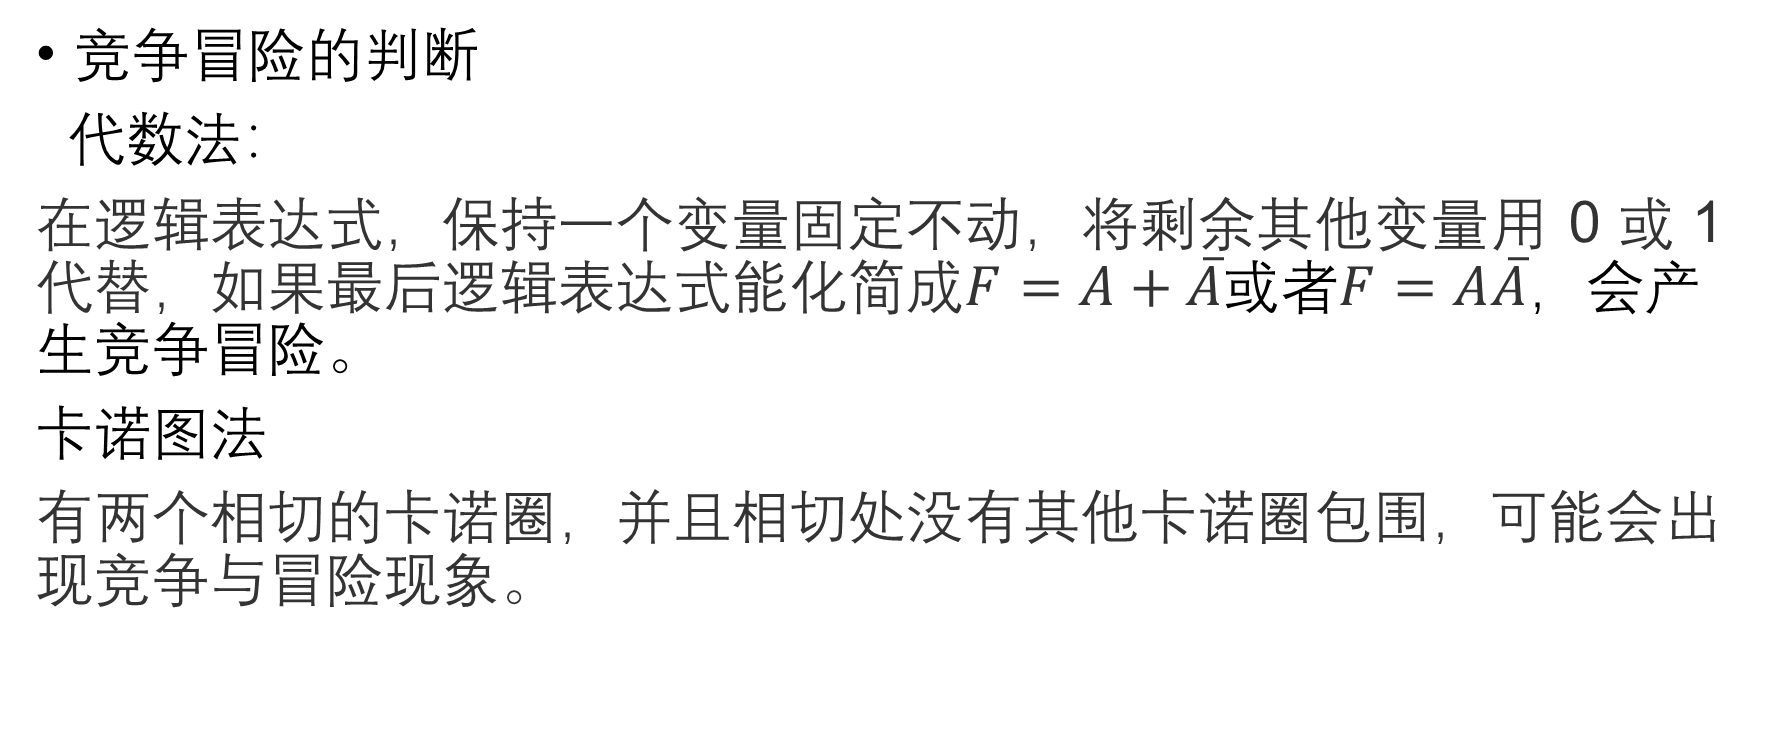 • 竞争冒险的判断
代数法：
在逻辑表达式，保持一个变量固定不动，将剩余其他变量用 0 或 1
代替，如果最后逻辑表达式能化简成F = A + Ā或者F = AĀ，会产
生竞争冒险。
卡诺图法
有两个相切的卡诺圈，并且相切处没有其他卡诺圈包围，可能会出
现竞争与冒险现象。